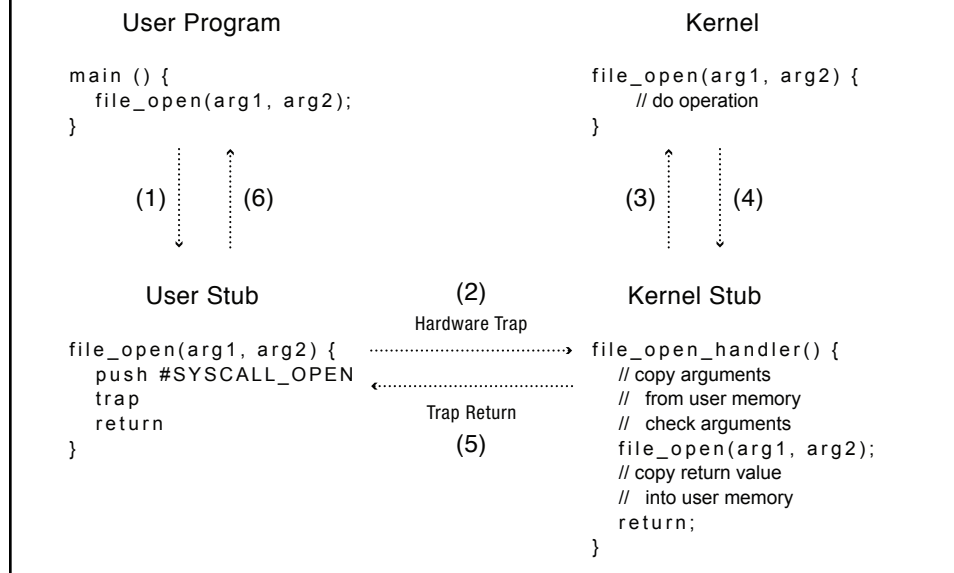 User Program
main () {
file_open(arg1, arg2);
}
(1)
(6)
User Stub
file_open(arg1, arg2) {
push #SYSCALL_OPEN
trap
return
}
(2)
Hardware Trap
Trap Return
(5)
Kernel
file_open(arg1, arg2) {
// do operation
}
(3)
(4)
Kernel Stub
file_open_handler() {
// copy arguments
// from user memory
// check arguments
file_open(arg1, arg2);
// copy return value
// into user memory
return;
}